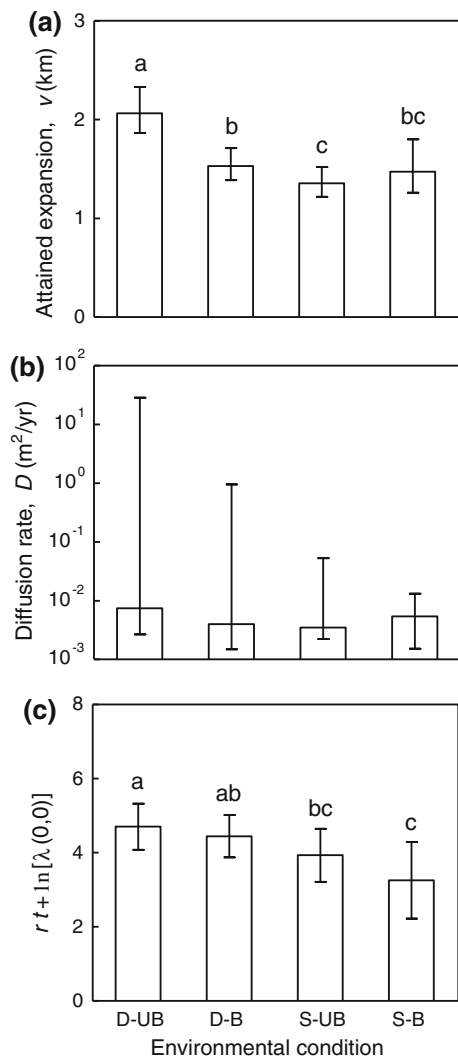 (a)
Attained expansion, v (km)
3
2
1
0
a
b
c
bc
(b)
Diffusion rate, D (m²/yr)
10²
10¹
10⁰
10⁻¹
10⁻²
10⁻³
(c)
r t + ln[λ(0,0)]
8
6
4
2
0
a
ab
bc
c
D-UB D-B S-UB S-B
Environmental condition